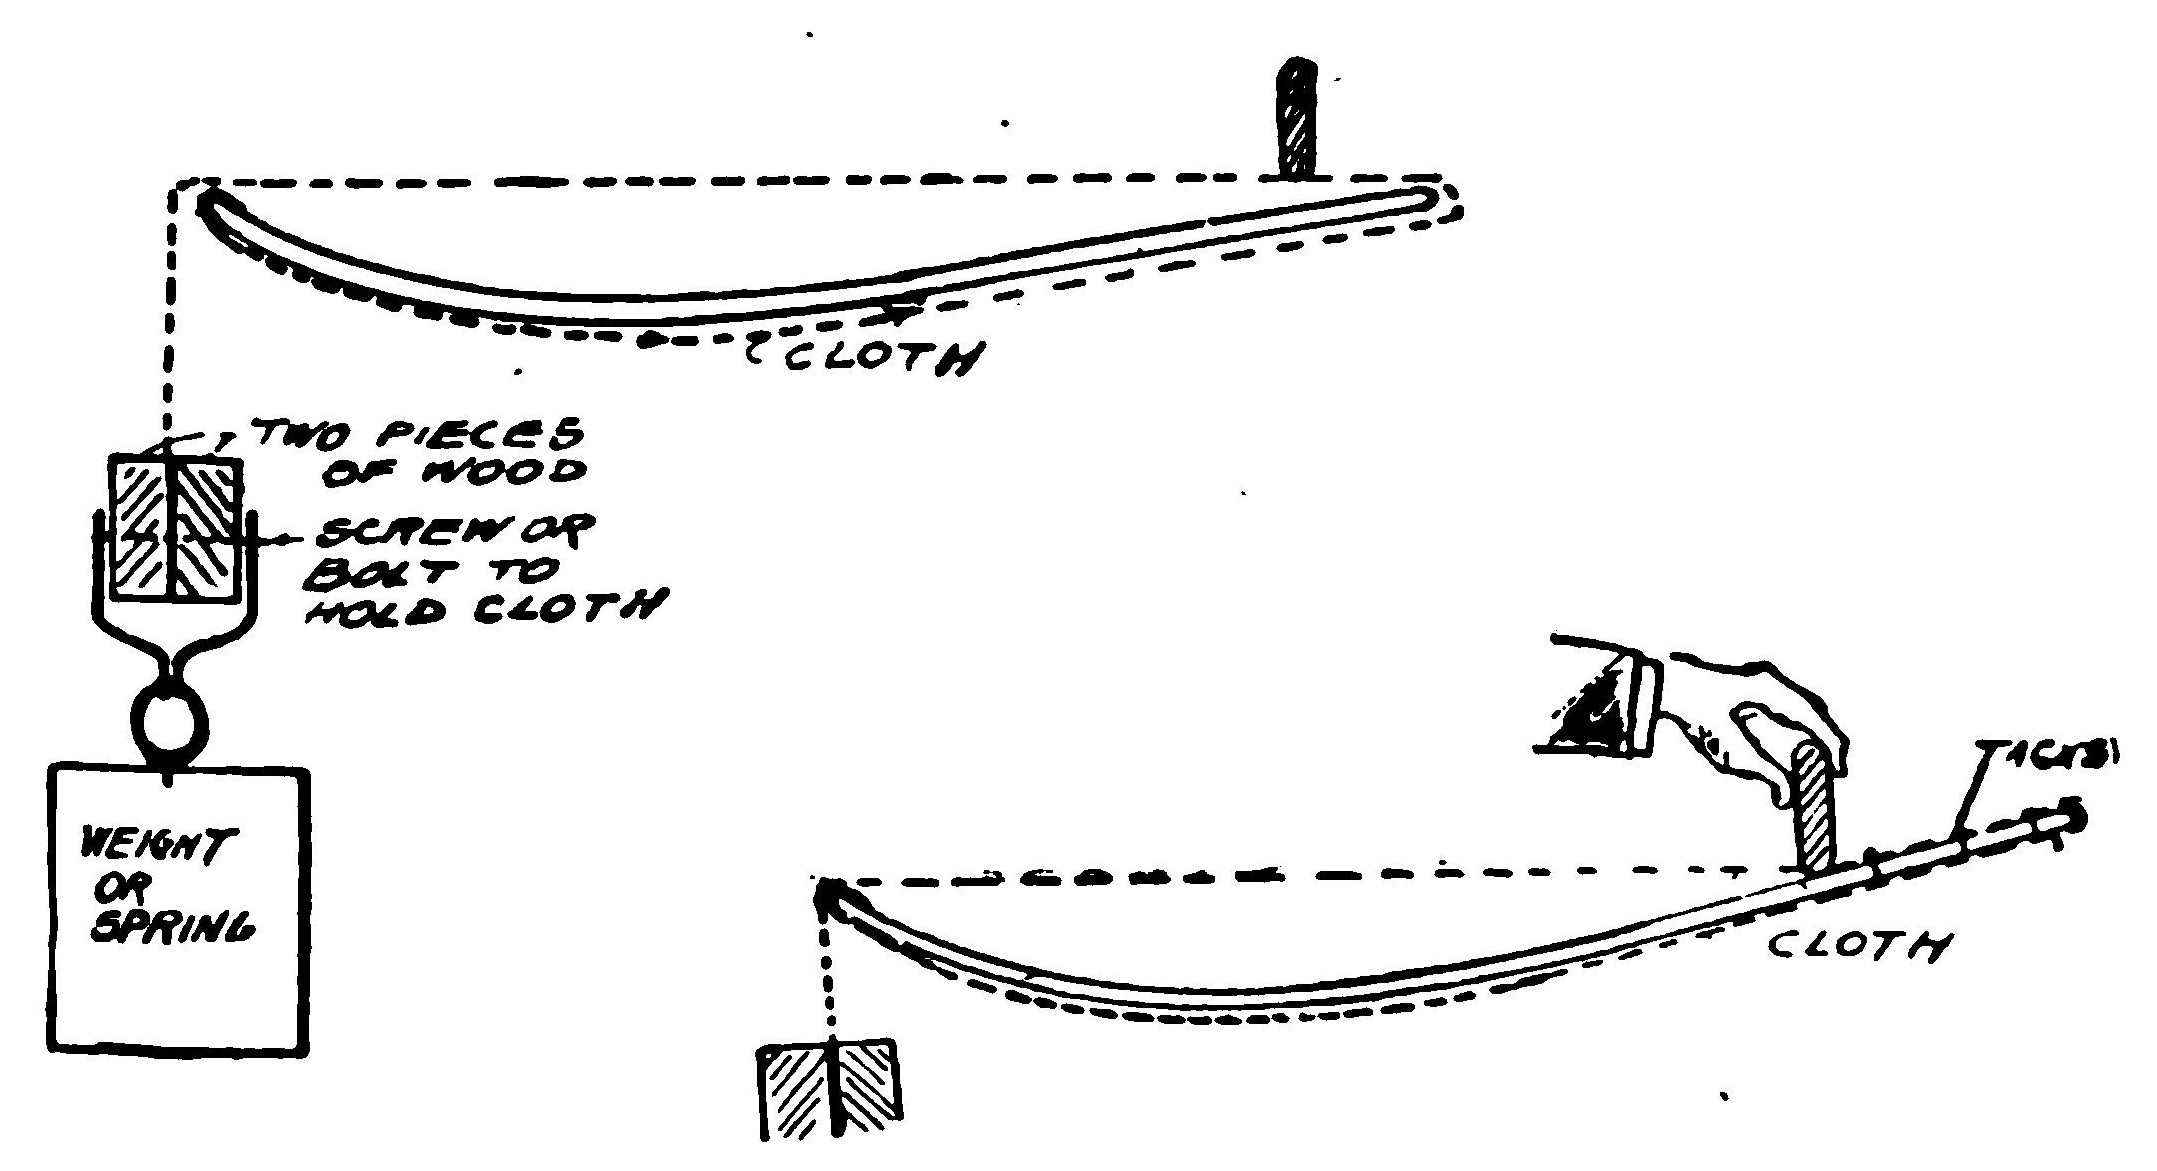 CLOTH
TWO PIECES
OF WOOD
SCREW OR
BOLT TO
HOLD CLOTH
WEIGHT
OR
SPRING
TACKS
CLOTH